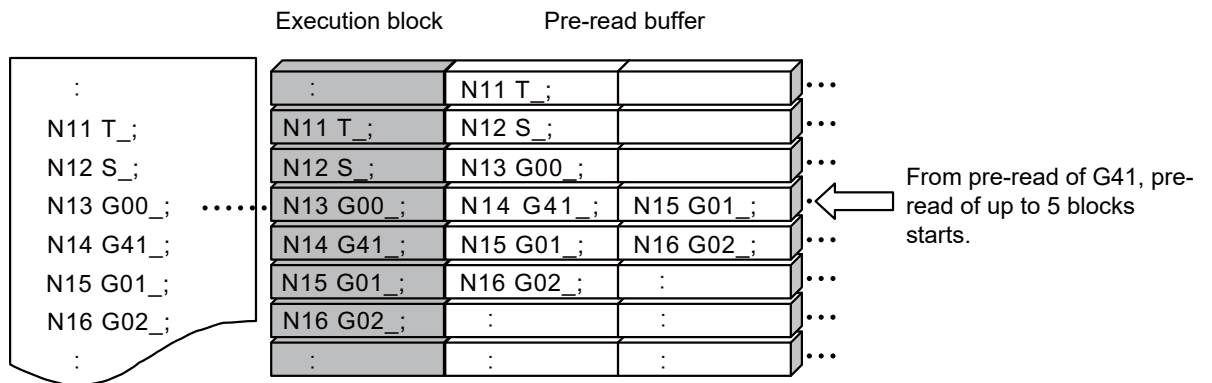 Execution block
Pre-read buffer
:
N11 T_;
N12 S_;
N13 G00_;
N14 G41_;
N15 G01_;
N16 G02_;
:
: N11 T_;
N11 T_; N12 S_;
N12 S_; N13 G00_;
N13 G00_; N14 G41_; N15 G01_;
N14 G41_; N15 G01_; N16 G02_;
N15 G01_; N16 G02_; :
N16 G02_; : :
: : :
From pre-read of G41, pre-
read of up to 5 blocks
starts.